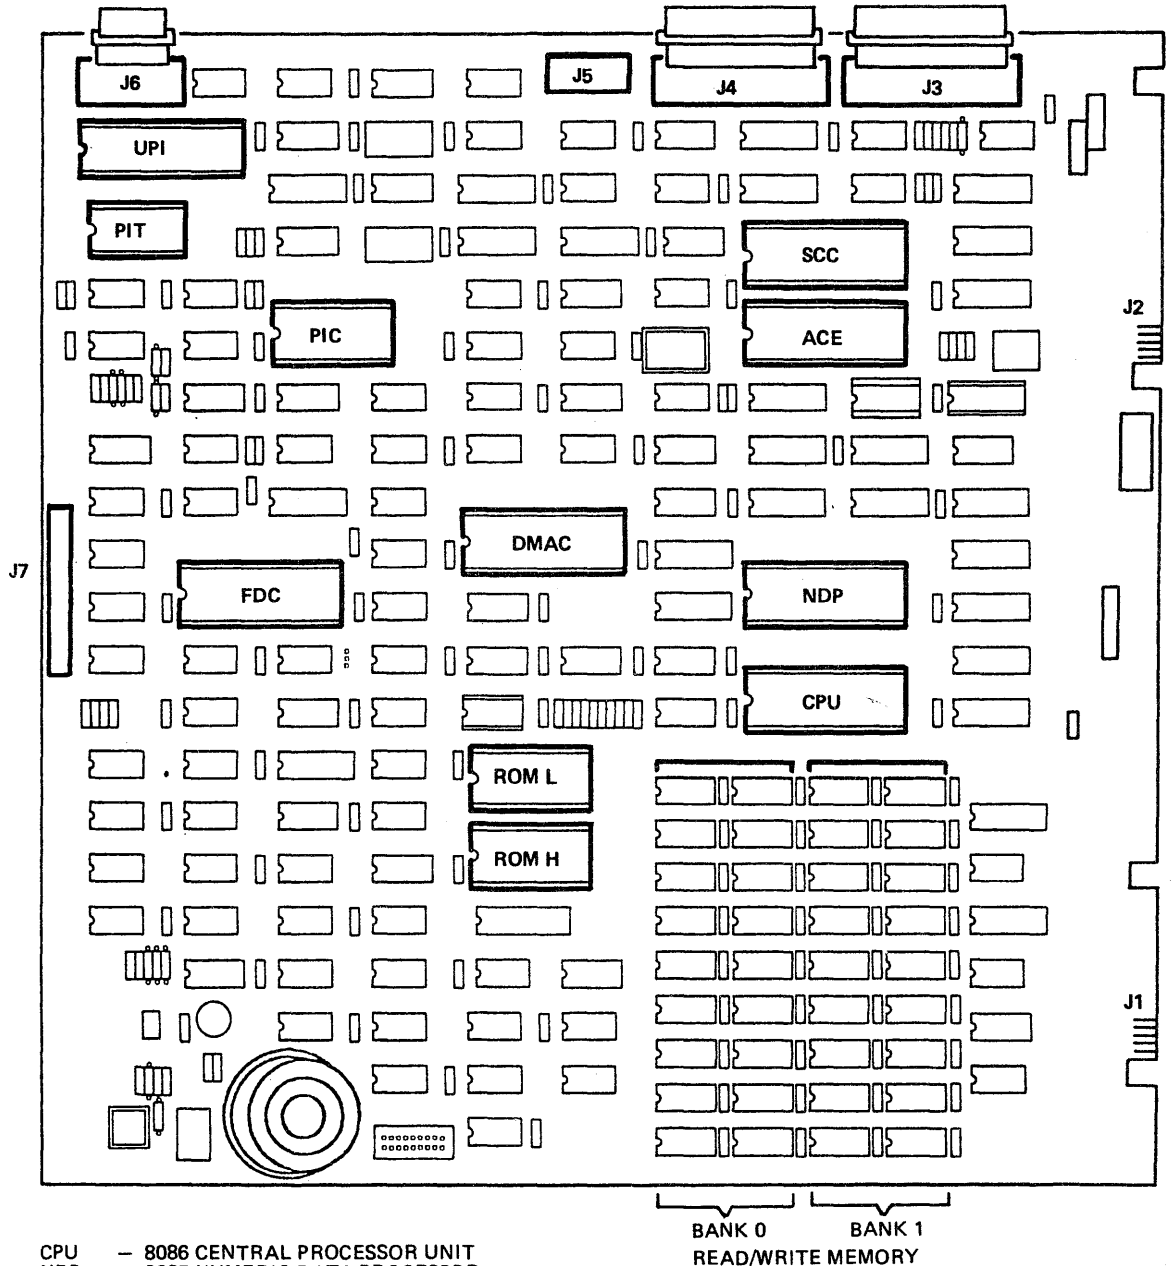 J6
J5
J4
J3
UPI
PIT
SCC
J2
PIC
ACE
DMAC
J7
FDC
NDP
CPU
ROM L
ROM H
J1
BANK 0
BANK 1
CPU – 8086 CENTRAL PROCESSOR UNIT
READ/WRITE MEMORY